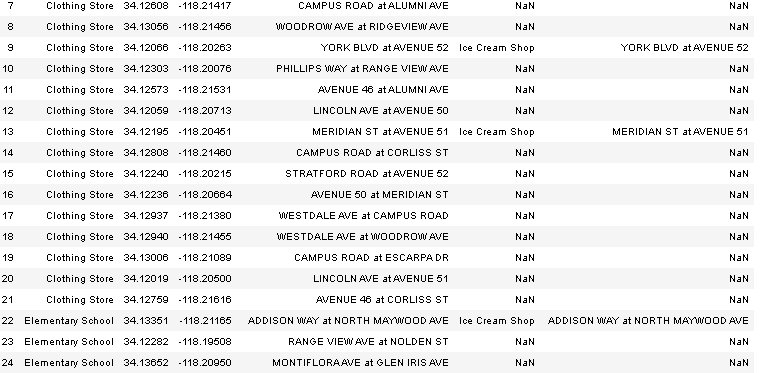 7 Clothing Store 34.12608 -118.21417 CAMPUS ROAD at ALUMNI AVE NaN NaN
8 Clothing Store 34.13056 -118.21456 WOODROW AVE at RIDGEVIEW AVE NaN NaN
9 Clothing Store 34.12066 -118.20263 YORK BLVD at AVENUE 52 Ice Cream Shop YORK BLVD at AVENUE 52
10 Clothing Store 34.12303 -118.20076 PHILLIPS WAY at RANGE VIEW AVE NaN NaN
11 Clothing Store 34.12573 -118.21531 AVENUE 46 at ALUMNI AVE NaN NaN
12 Clothing Store 34.12059 -118.20713 LINCOLN AVE at AVENUE 50 NaN NaN
13 Clothing Store 34.12195 -118.20451 MERIDIAN ST at AVENUE 51 Ice Cream Shop MERIDIAN ST at AVENUE 51
14 Clothing Store 34.12808 -118.21460 CAMPUS ROAD at CORLISS ST NaN NaN
15 Clothing Store 34.12240 -118.20215 STRATFORD ROAD at AVENUE 52 NaN NaN
16 Clothing Store 34.12236 -118.20664 AVENUE 50 at MERIDIAN ST NaN NaN
17 Clothing Store 34.12937 -118.21380 WESTDALE AVE at CAMPUS ROAD NaN NaN
18 Clothing Store 34.12940 -118.21455 WESTDALE AVE at WOODROW AVE NaN NaN
19 Clothing Store 34.13006 -118.21089 CAMPUS ROAD at ESCARPA DR NaN NaN
20 Clothing Store 34.12019 -118.20500 LINCOLN AVE at AVENUE 51 NaN NaN
21 Clothing Store 34.12759 -118.21616 AVENUE 46 at CORLISS ST NaN NaN
22 Elementary School 34.13351 -118.21165 ADDISON WAY at NORTH MAYWOOD AVE Ice Cream Shop ADDISON WAY at NORTH MAYWOOD AVE
23 Elementary School 34.12282 -118.19508 RANGE VIEW AVE at NOLDEN ST NaN NaN
24 Elementary School 34.13652 -118.20950 MONTIFLORA AVE at GLEN IRIS AVE NaN NaN